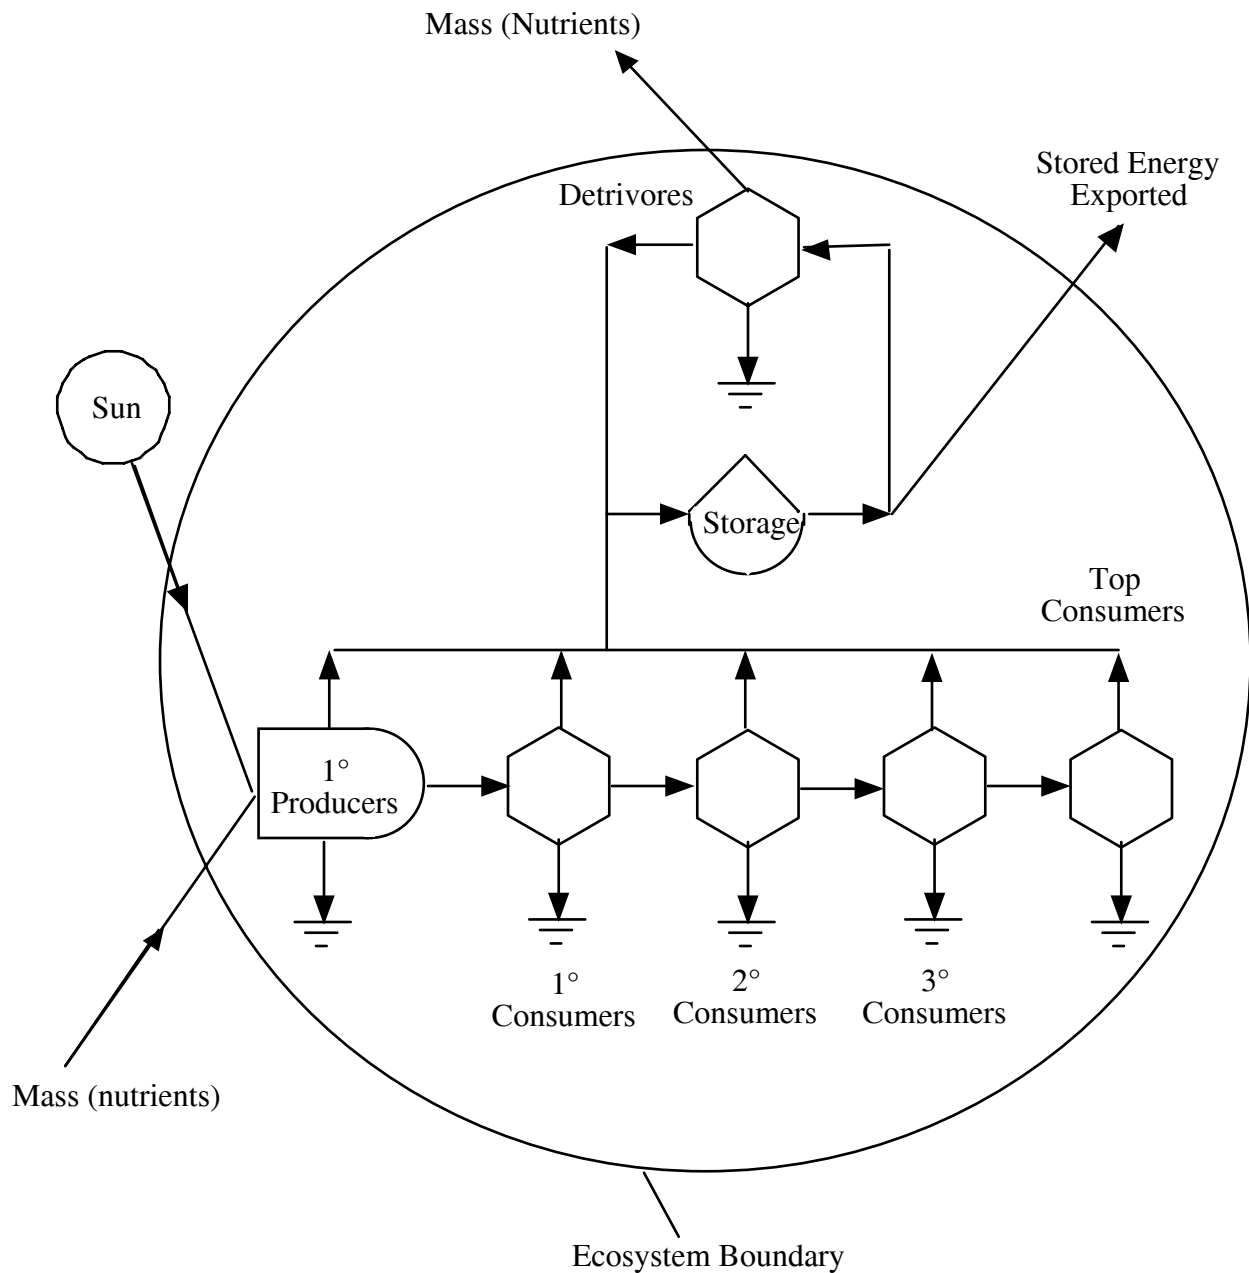 Mass (Nutrients)
Stored Energy
Exported
Detrivores
Sun
Storage
Top
Consumers
1°
Producers
1°
Consumers
2°
Consumers
3°
Consumers
Mass (nutrients)
Ecosystem Boundary